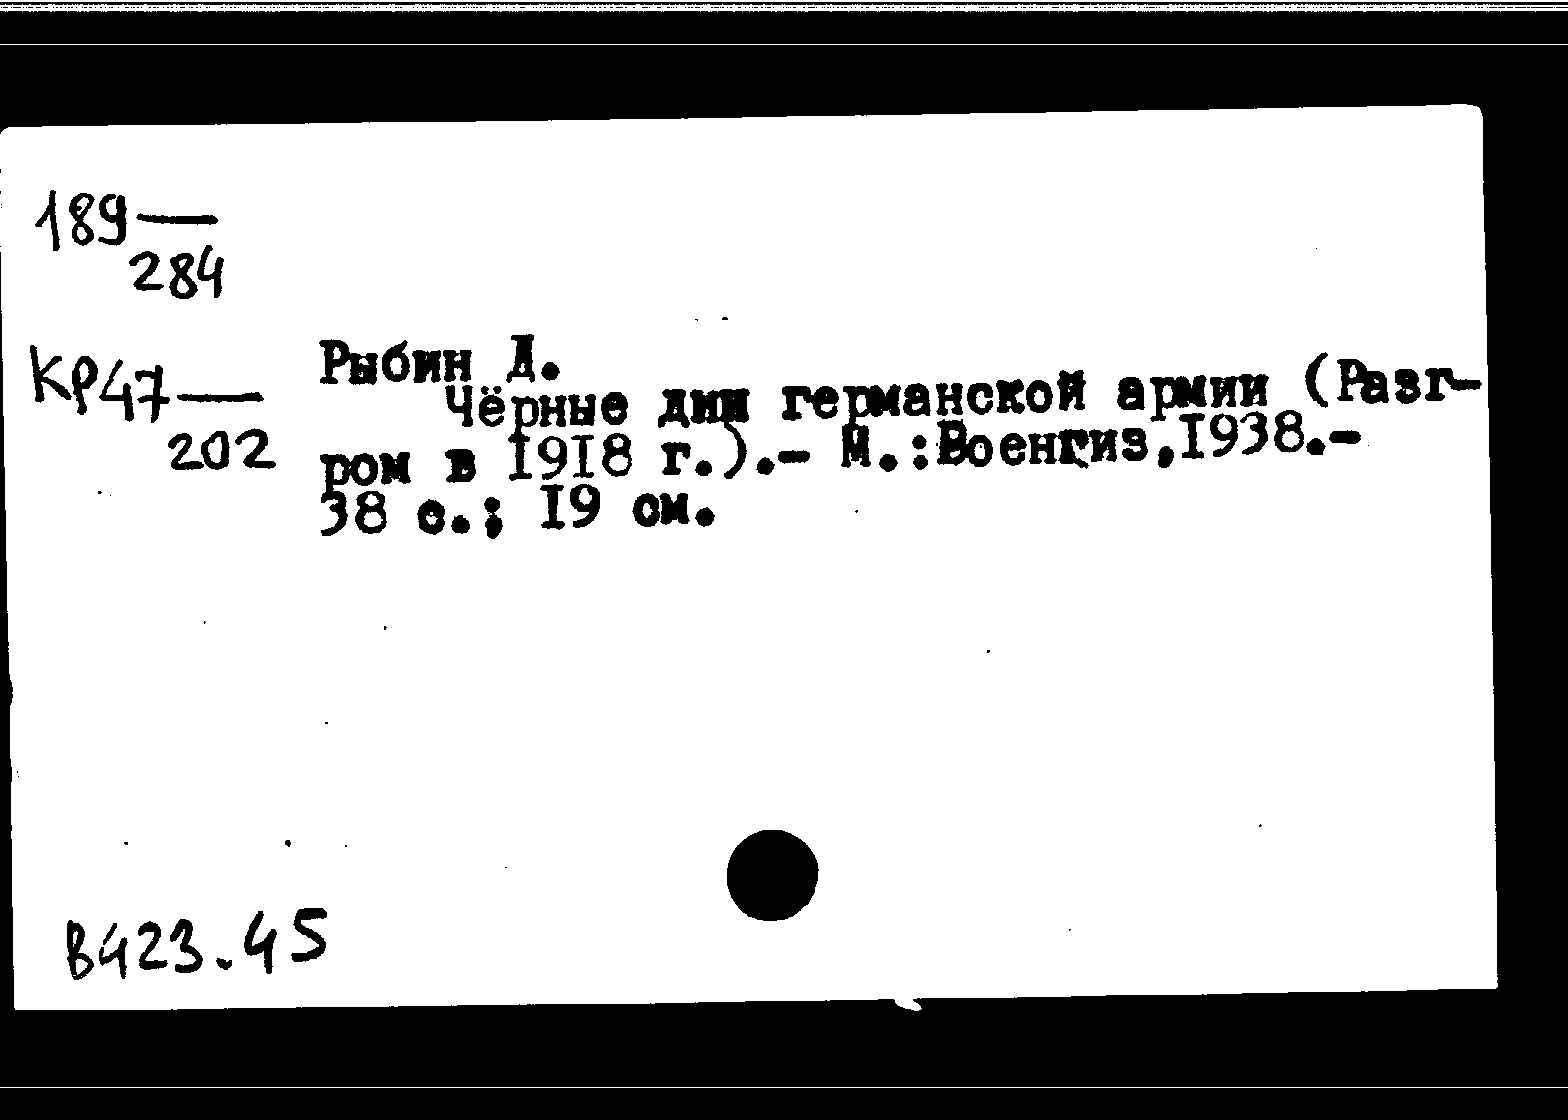 189—
284
КР47—
202
Рыбин Д.
Чёрные дни германской армии (Разг-
ром в 1918 г.).- М.:Военгиз,1938.-
38 с.; 19 см.
В423.45